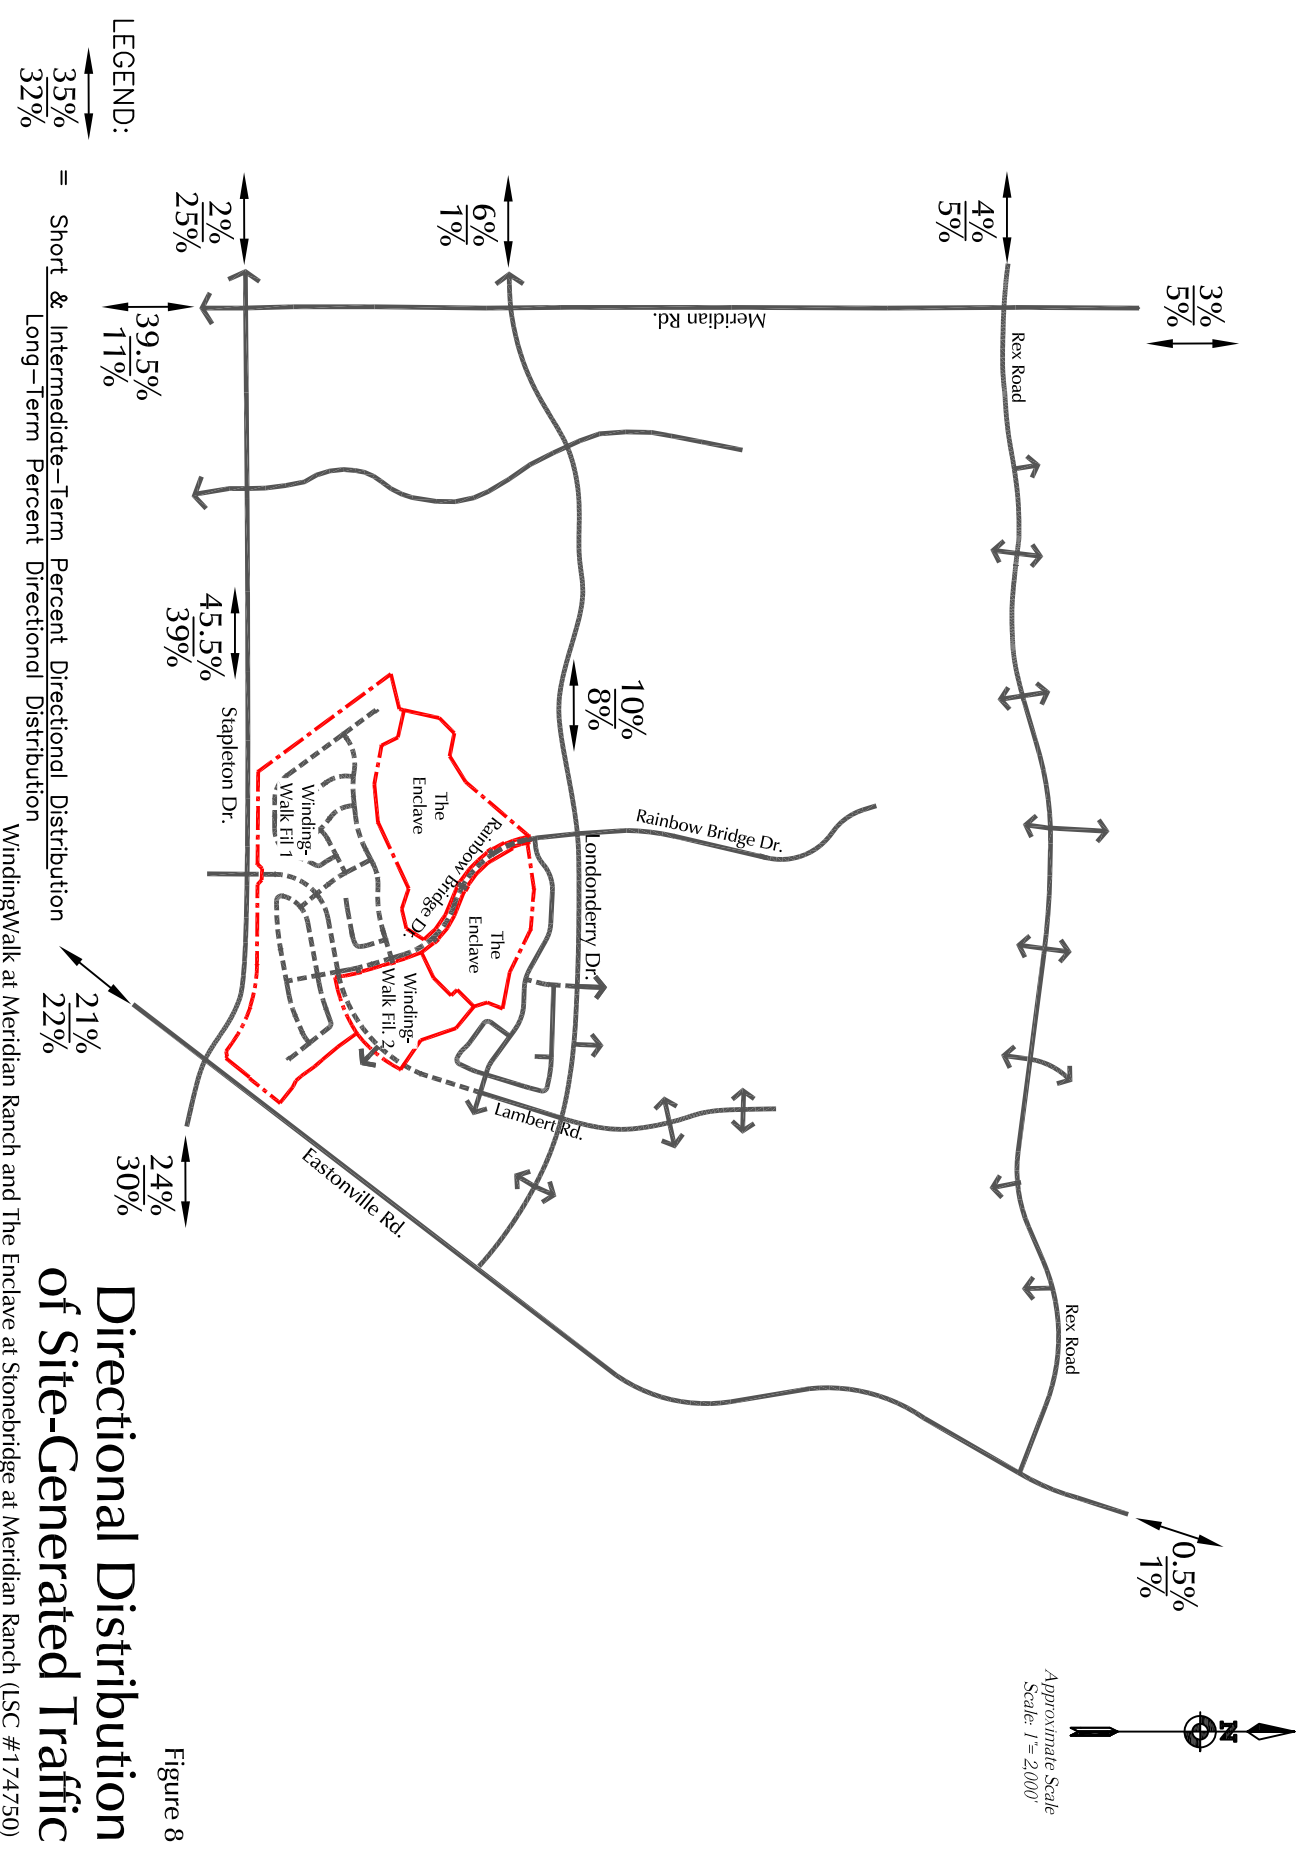 3%
5%
0.5%
1%
N
Approximate Scale
Scale: 1"= 2,000'
Rex Road
Rex Road
4%
5%
Meridian Rd.
Rainbow Bridge Dr.
10%
8%
Londonderry Dr.
6%
1%
Lambert Rd.
The
Enclave
The
Enclave
Rainbow Bridge Dr.
Winding-
Walk Fil. 2
Winding-
Walk Fil 1
Eastonville Rd.
Stapleton Dr.
45.5%
39%
2%
25%
39.5%
11%
24%
30%
21%
22%
LEGEND:
35%
32%
= Short & Intermediate-Term Percent Directional Distribution
Long-Term Percent Directional Distribution
Figure 8
Directional Distribution
of Site-Generated Traffic
WindingWalk at Meridian Ranch and The Enclave at Stonebridge at Meridian Ranch (LSC #174750)